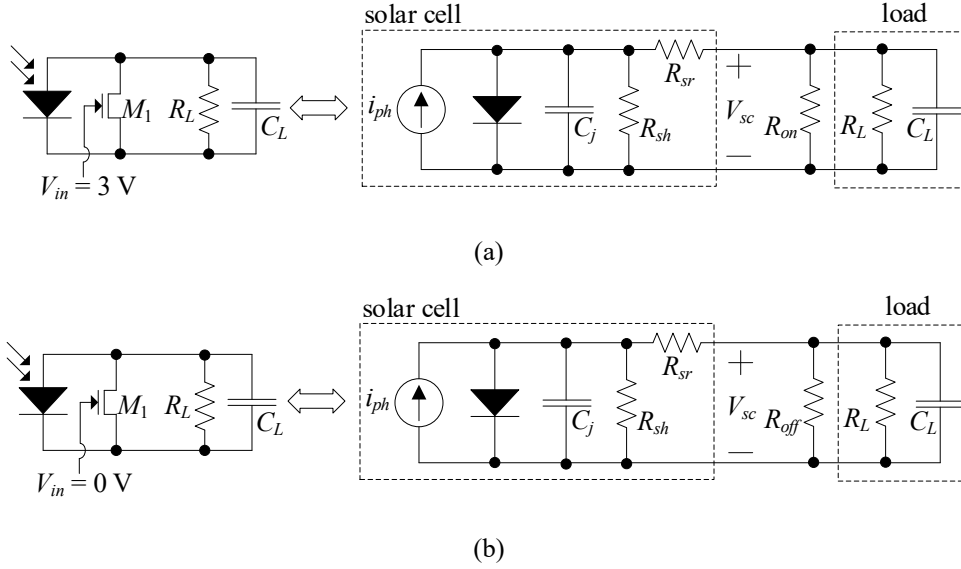 solar cell
load
M1
RL
CL
Vin = 3 V
iph
Cj
Rsh
Rsr
+
Vsc
—
Ron
RL
CL
(a)
solar cell
load
M1
RL
CL
Vin = 0 V
iph
Cj
Rsh
Rsr
+
Vsc
—
Roff
RL
CL
(b)